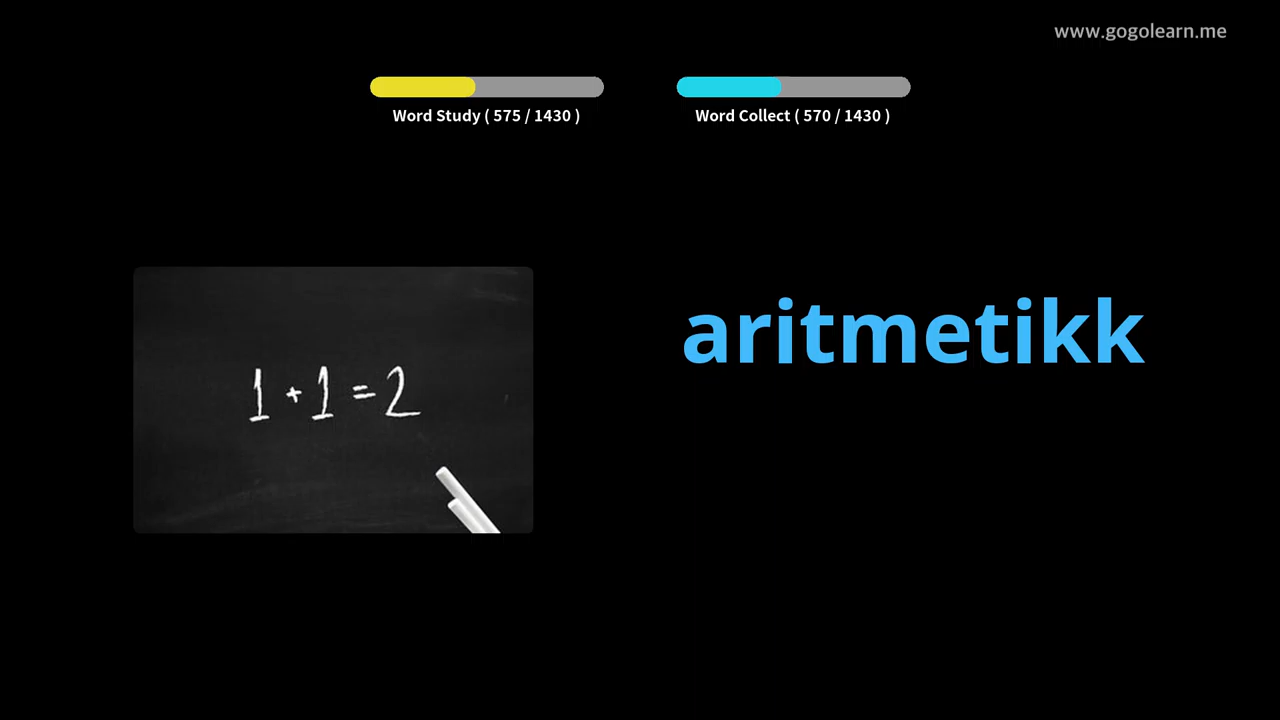 www.gogolearn.me
Word Study ( 575 / 1430 )
Word Collect ( 570 / 1430 )
aritmetikk
1 + 1 = 2